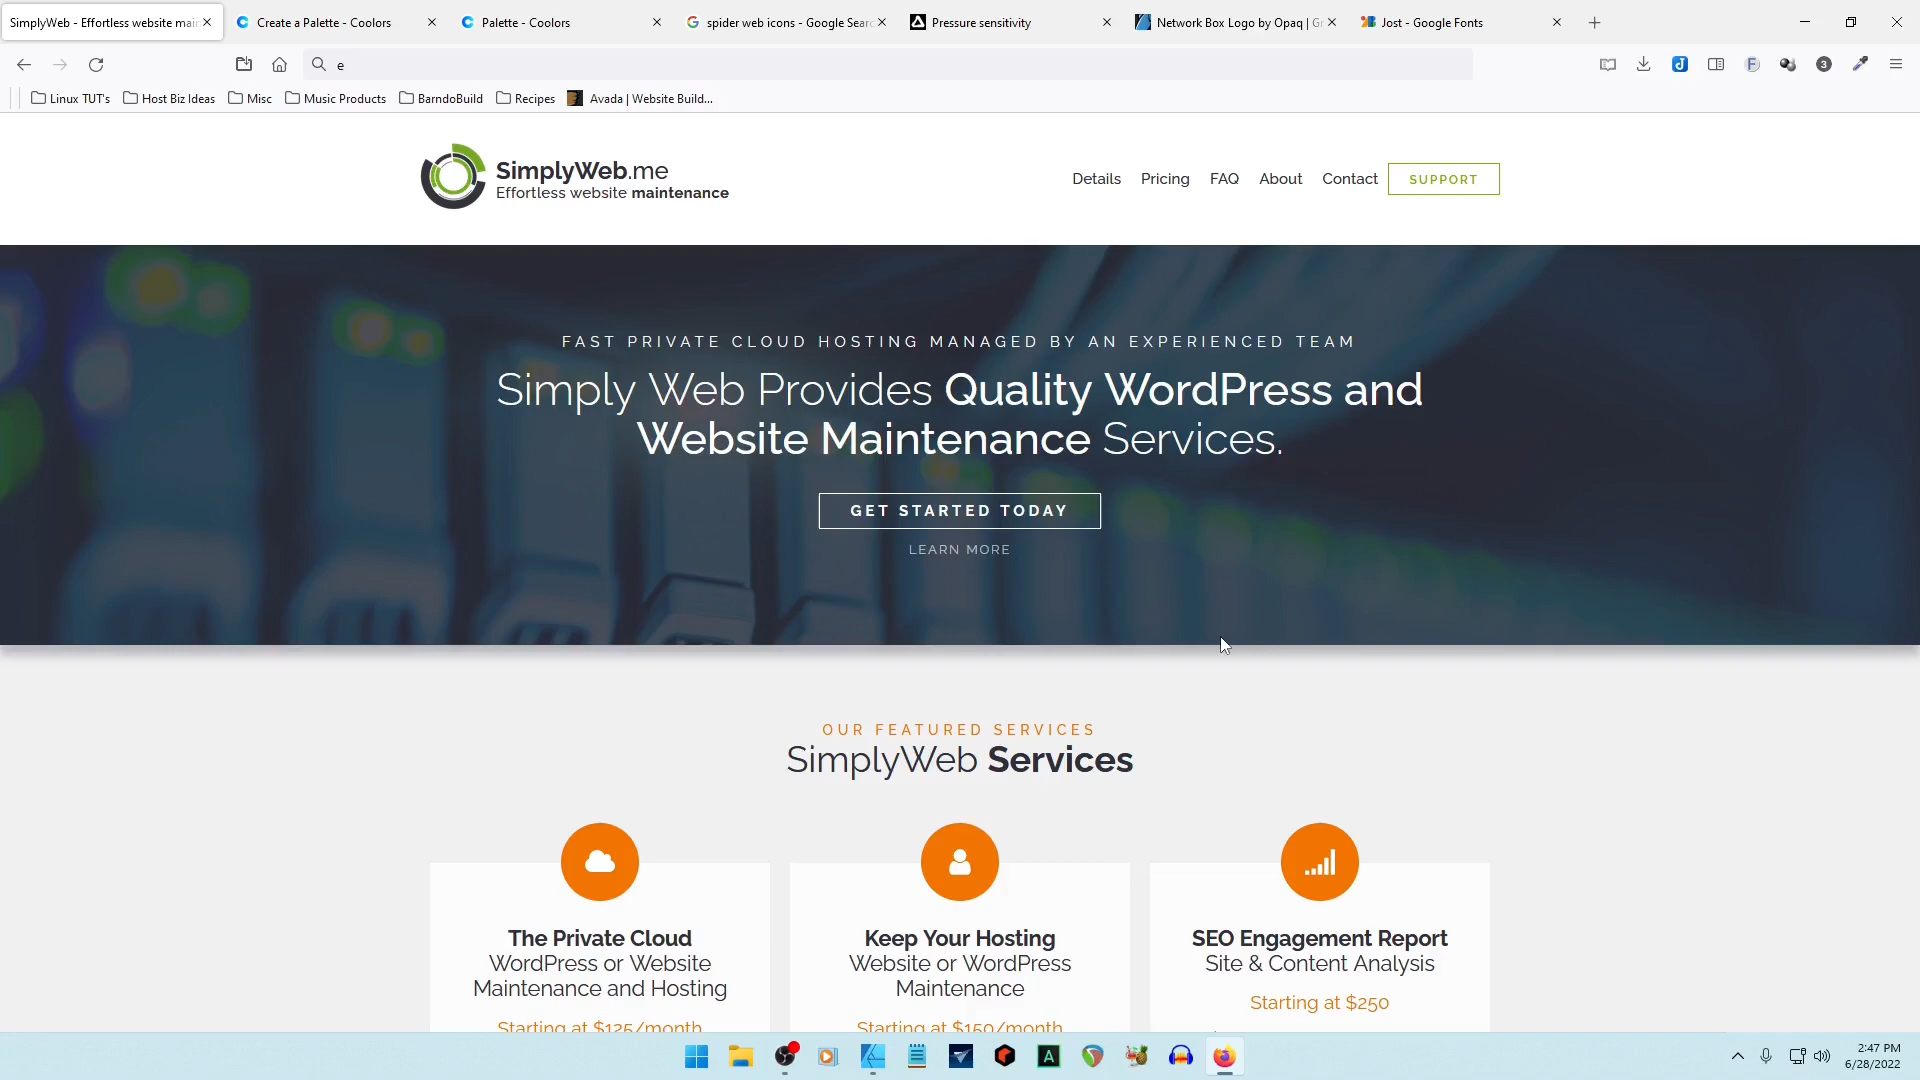 SimplyWeb - Effortless website mai
Create a Palette - Coolors
Palette - Coolors
spider web icons - Google Sear
Pressure sensitivity
Network Box Logo by Opaq | Gr
Jost - Google Fonts
e
3
Linux TUT's
Host Biz Ideas
Misc
Music Products
BarndoBuild
Recipes
Avada | Website Build...
SimplyWeb.me
Effortless website maintenance
Details
Pricing
FAQ
About
Contact
SUPPORT
FAST PRIVATE CLOUD HOSTING MANAGED BY AN EXPERIENCED TEAM
Simply Web Provides Quality WordPress and
Website Maintenance Services.
GET STARTED TODAY
LEARN MORE
OUR FEATURED SERVICES
SimplyWeb Services
The Private Cloud
WordPress or Website
Maintenance and Hosting
Starting at $125/month
Keep Your Hosting
Website or WordPress
Maintenance
Starting at $150/month
SEO Engagement Report
Site & Content Analysis
Starting at $250
2:47 PM
6/28/2022